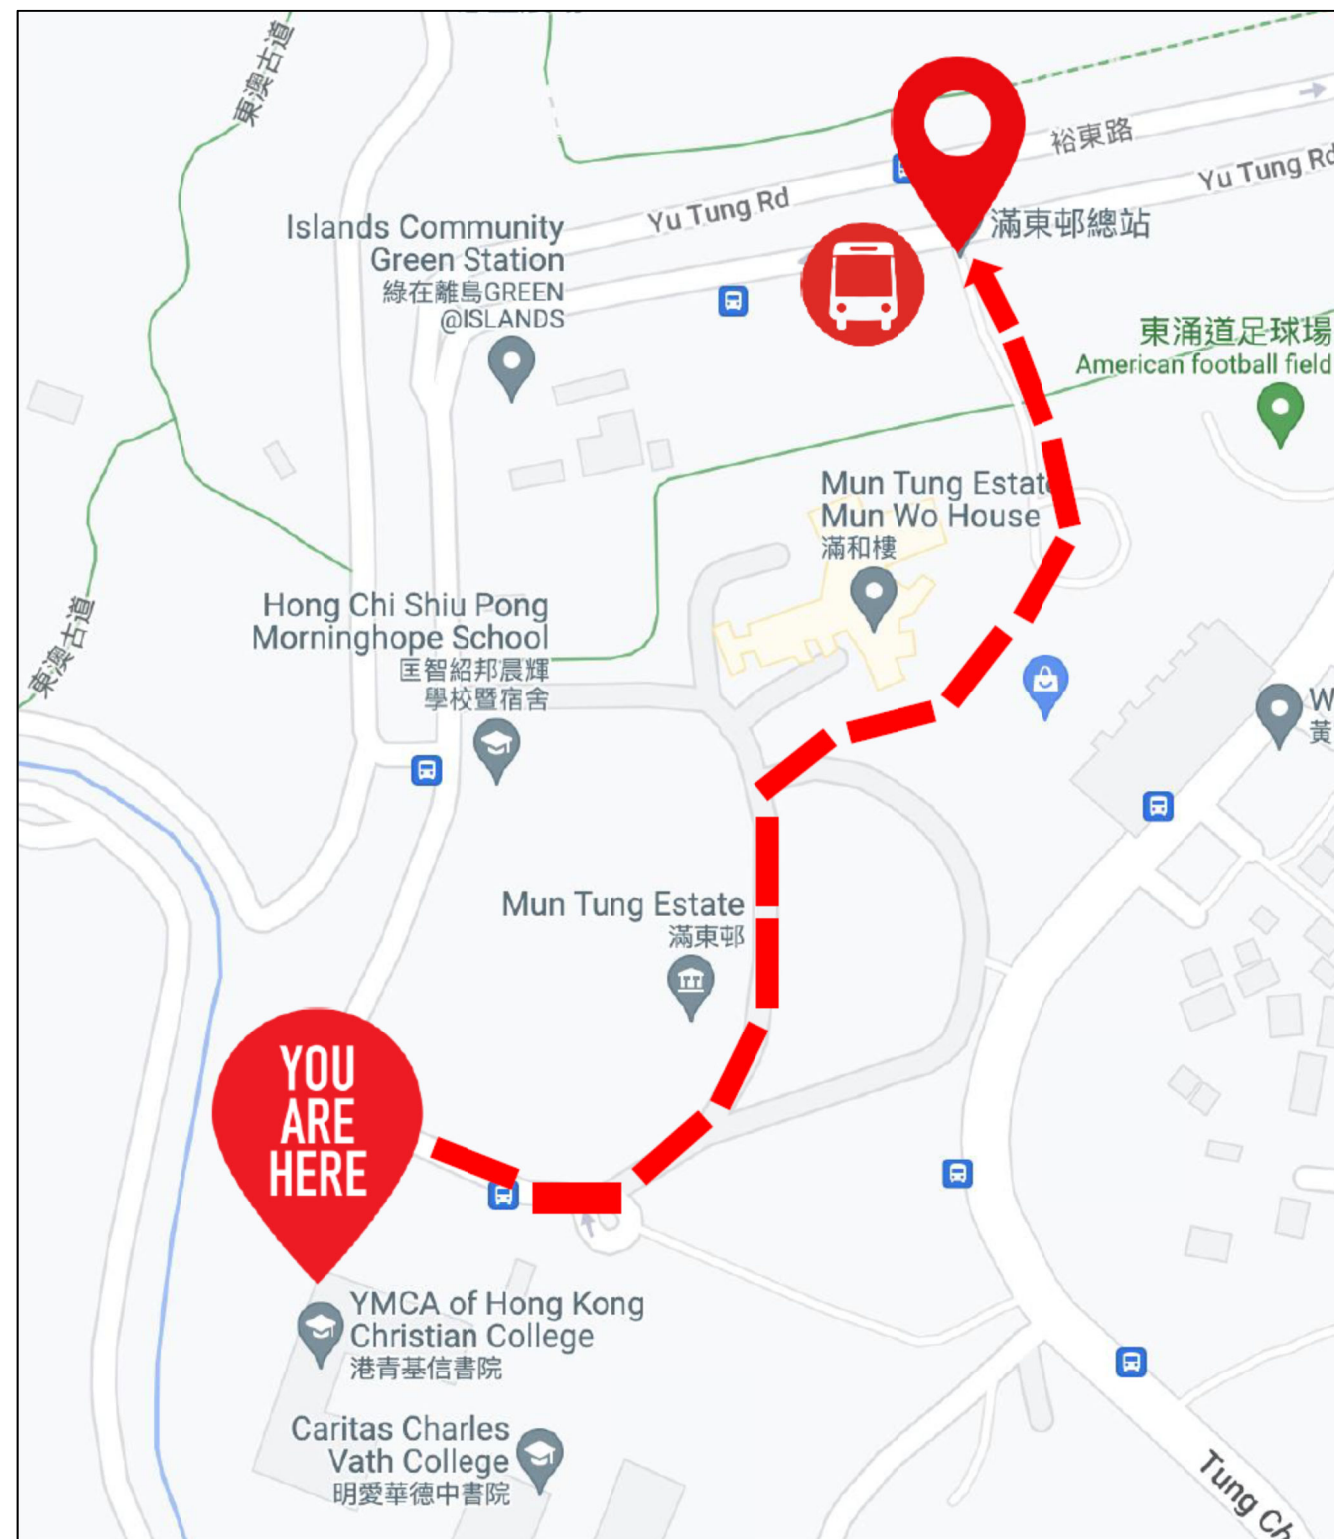 東澳古道
裕東路
Yu Tung Rd
Yu Tung Rd
滿東邨總站
Islands Community
Green Station
綠在離島GREEN
@ISLANDS
東涌道足球場
American football field
Mun Tung Estate
Mun Wo House
滿和樓
Hong Chi Shiu Pong
Morninghope School
匡智紹邦晨輝
學校暨宿舍
東澳古道
W
黃
Mun Tung Estate
滿東邨
YOU
ARE
HERE
YMCA of Hong Kong
Christian College
港青基信書院
Caritas Charles
Vath College
明愛華德中書院
Tung Ch